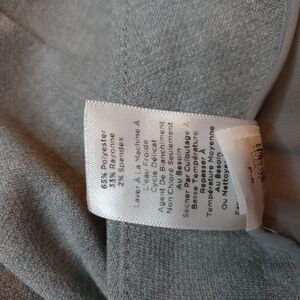 65% Polyester
33% Rayonne
2% Spandex
Laver À La Machine À
L'eau Froide
Cycle Délicat
Agent De Blanchiment
Non Chloré Seulement
Au Besoin
Sécher Par Culbutage À
Basse Température
Repasser À
Température Moyenne
Au Besoin
Ou Nettoyer